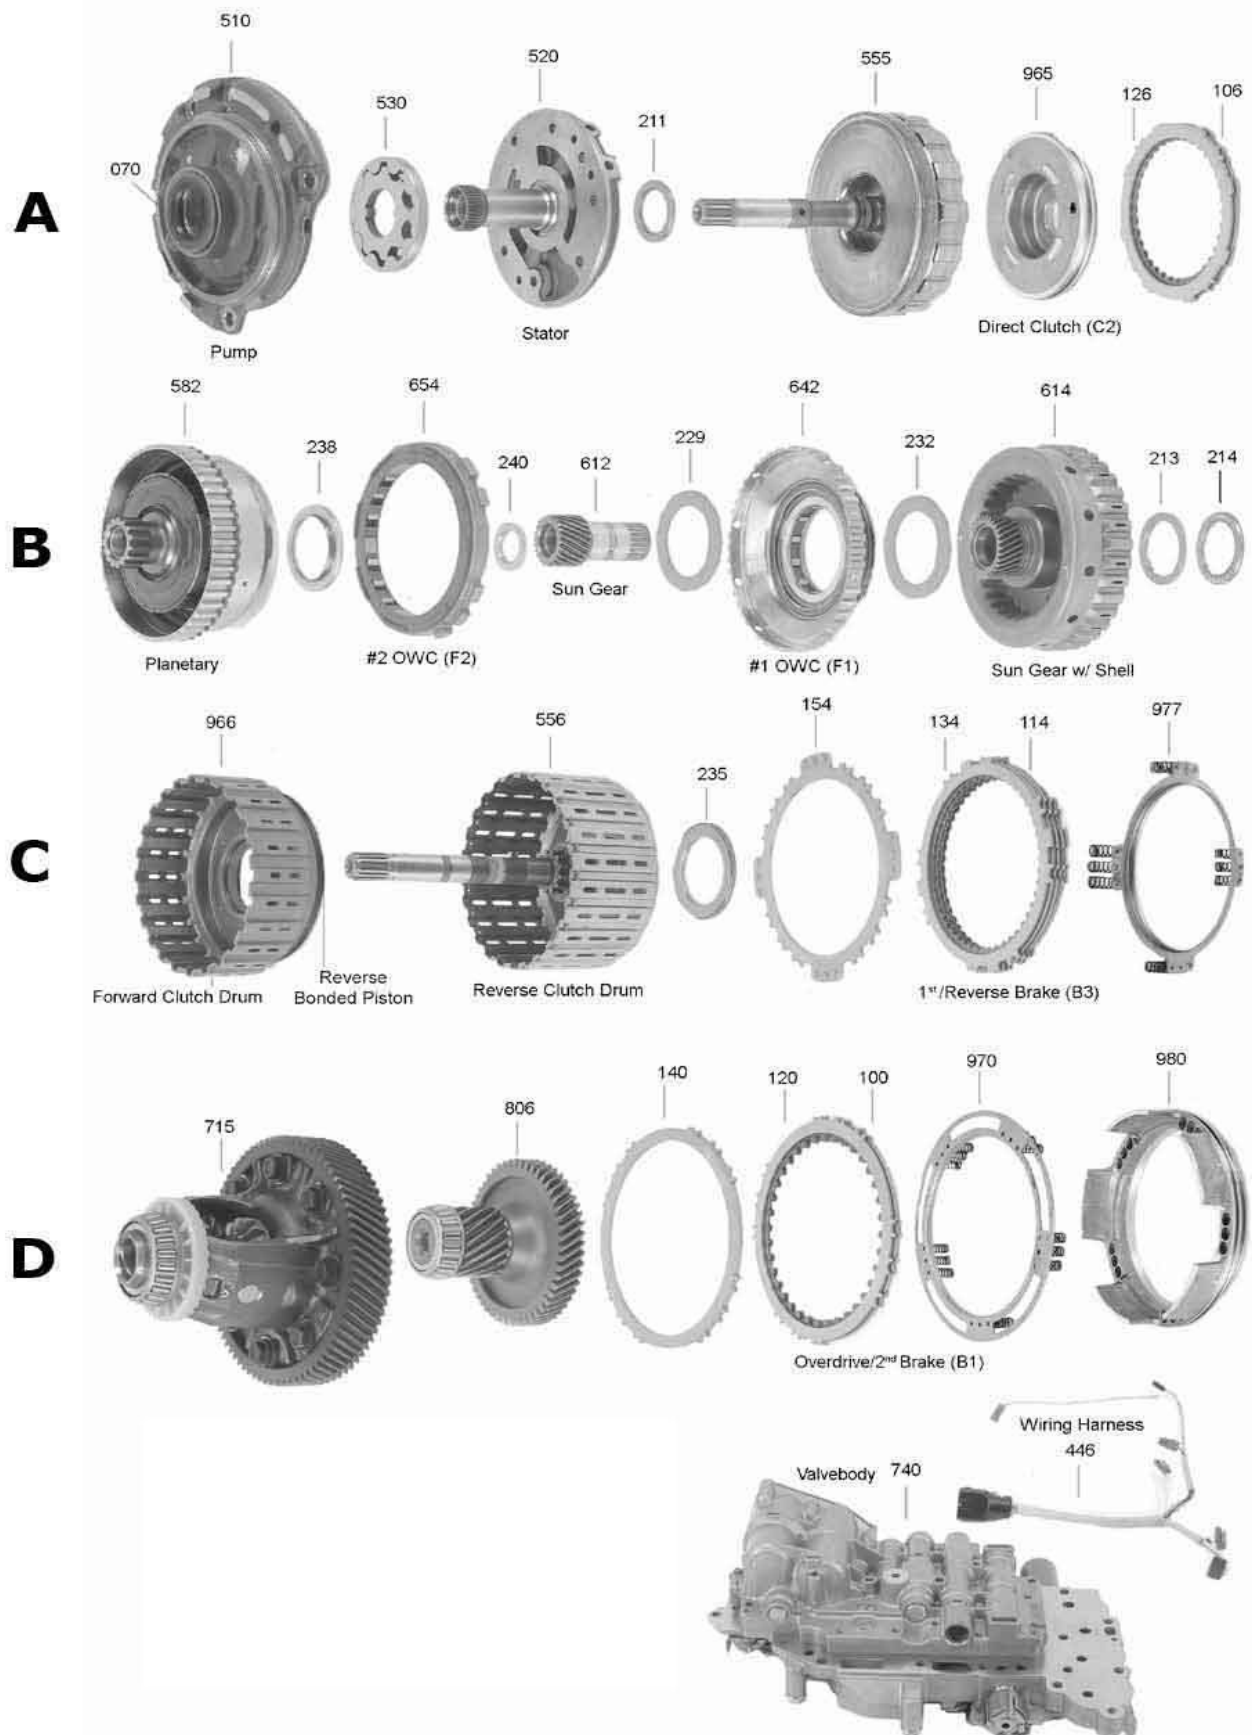 510
530
520
211
555
965
126
106
070
A
Pump
Stator
Direct Clutch (C2)
582
238
654
240
612
229
642
232
614
213
214
B
Planetary
#2 OWC (F2)
Sun Gear
#1 OWC (F1)
Sun Gear w/ Shell
966
556
235
154
134
114
977
C
Forward Clutch Drum
Reverse
Bonded Piston
Reverse Clutch Drum
1st/Reverse Brake (B3)
715
806
140
120
100
970
980
D
Overdrive/2nd Brake (B1)
Wiring Harness
446
Valvebody 740